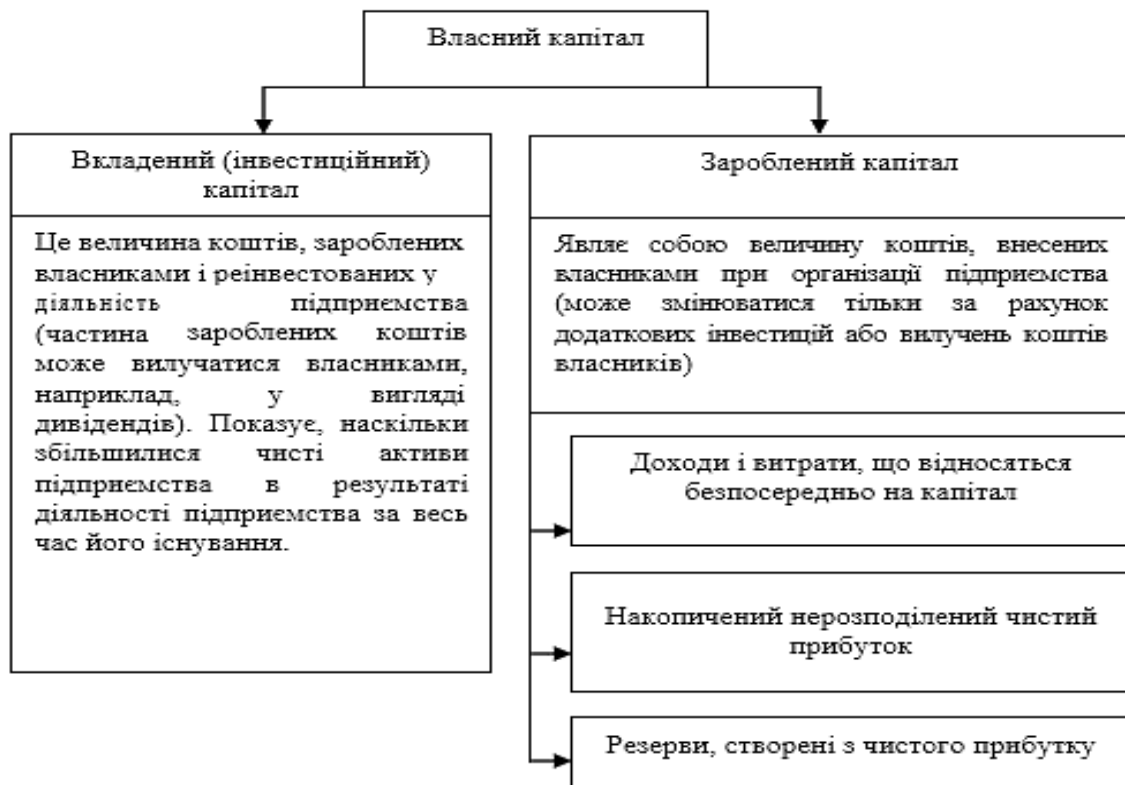 Власний капітал
Вкладений (інвестиційний)
капітал
Це величина коштів, зароблених
власниками і реінвестованих у
діяльність підприємства
(частина зароблених коштів
може вилучатися власниками,
наприклад, у вигляді
дивідендів). Показує, наскільки
збільшилися чисті активи
підприємства в результаті
діяльності підприємства за весь
час його існування.
Зароблений капітал
Являє собою величину коштів, внесених
власниками при організації підприємства
(може змінюватися тільки за рахунок
додаткових інвестицій або вилучень коштів
власників)
Доходи і витрати, що відносяться
безпосередньо на капітал
Накопичений нерозподілений чистий
прибуток
Резерви, створені з чистого прибутку